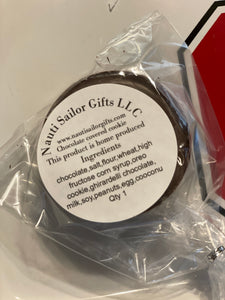 Nauti Sailor Gifts LLC
www.nautisailorgifts.com
Chocolate covered cookie
This product is home produced
Ingredients
chocolate,salt,flour,wheat,high
fructose corn syrup,oreo
cookie,ghirardelli chocolate,
milk,soy,peanuts,egg,cooconu
Qty 1